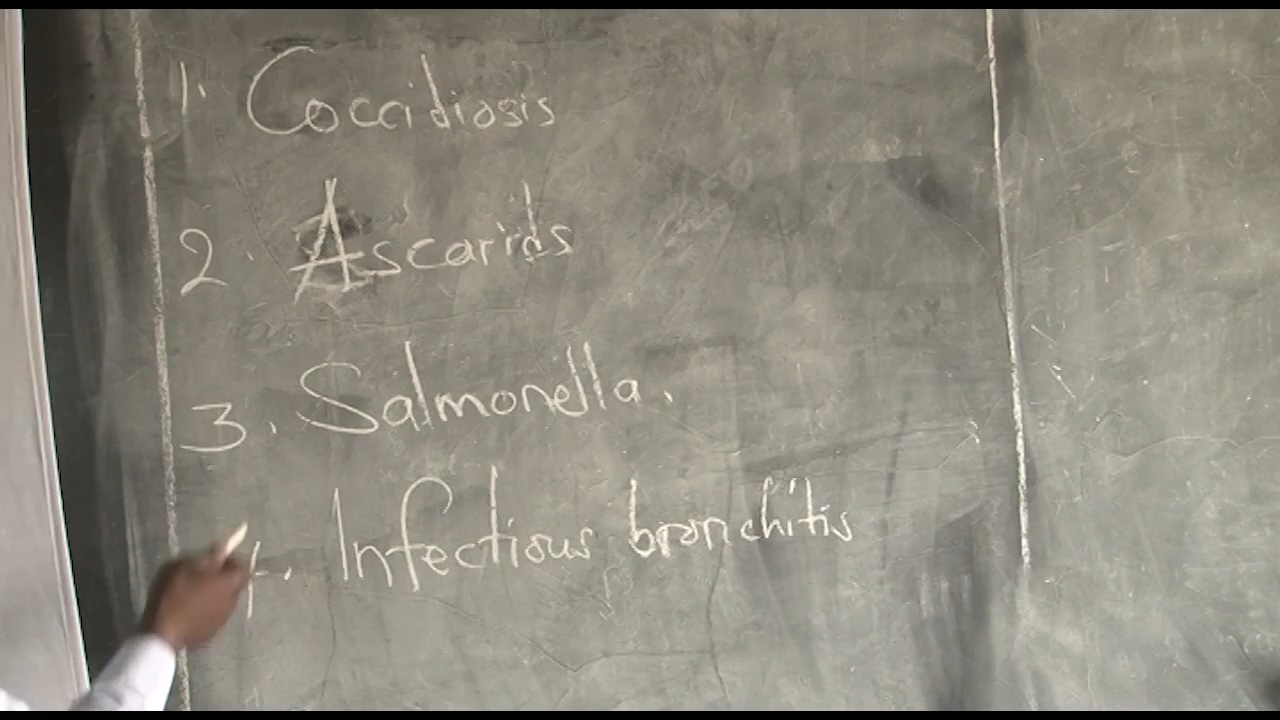 1. Coccidiosis
2. Ascarids
3. Salmonella.
4. Infectious bronchitis